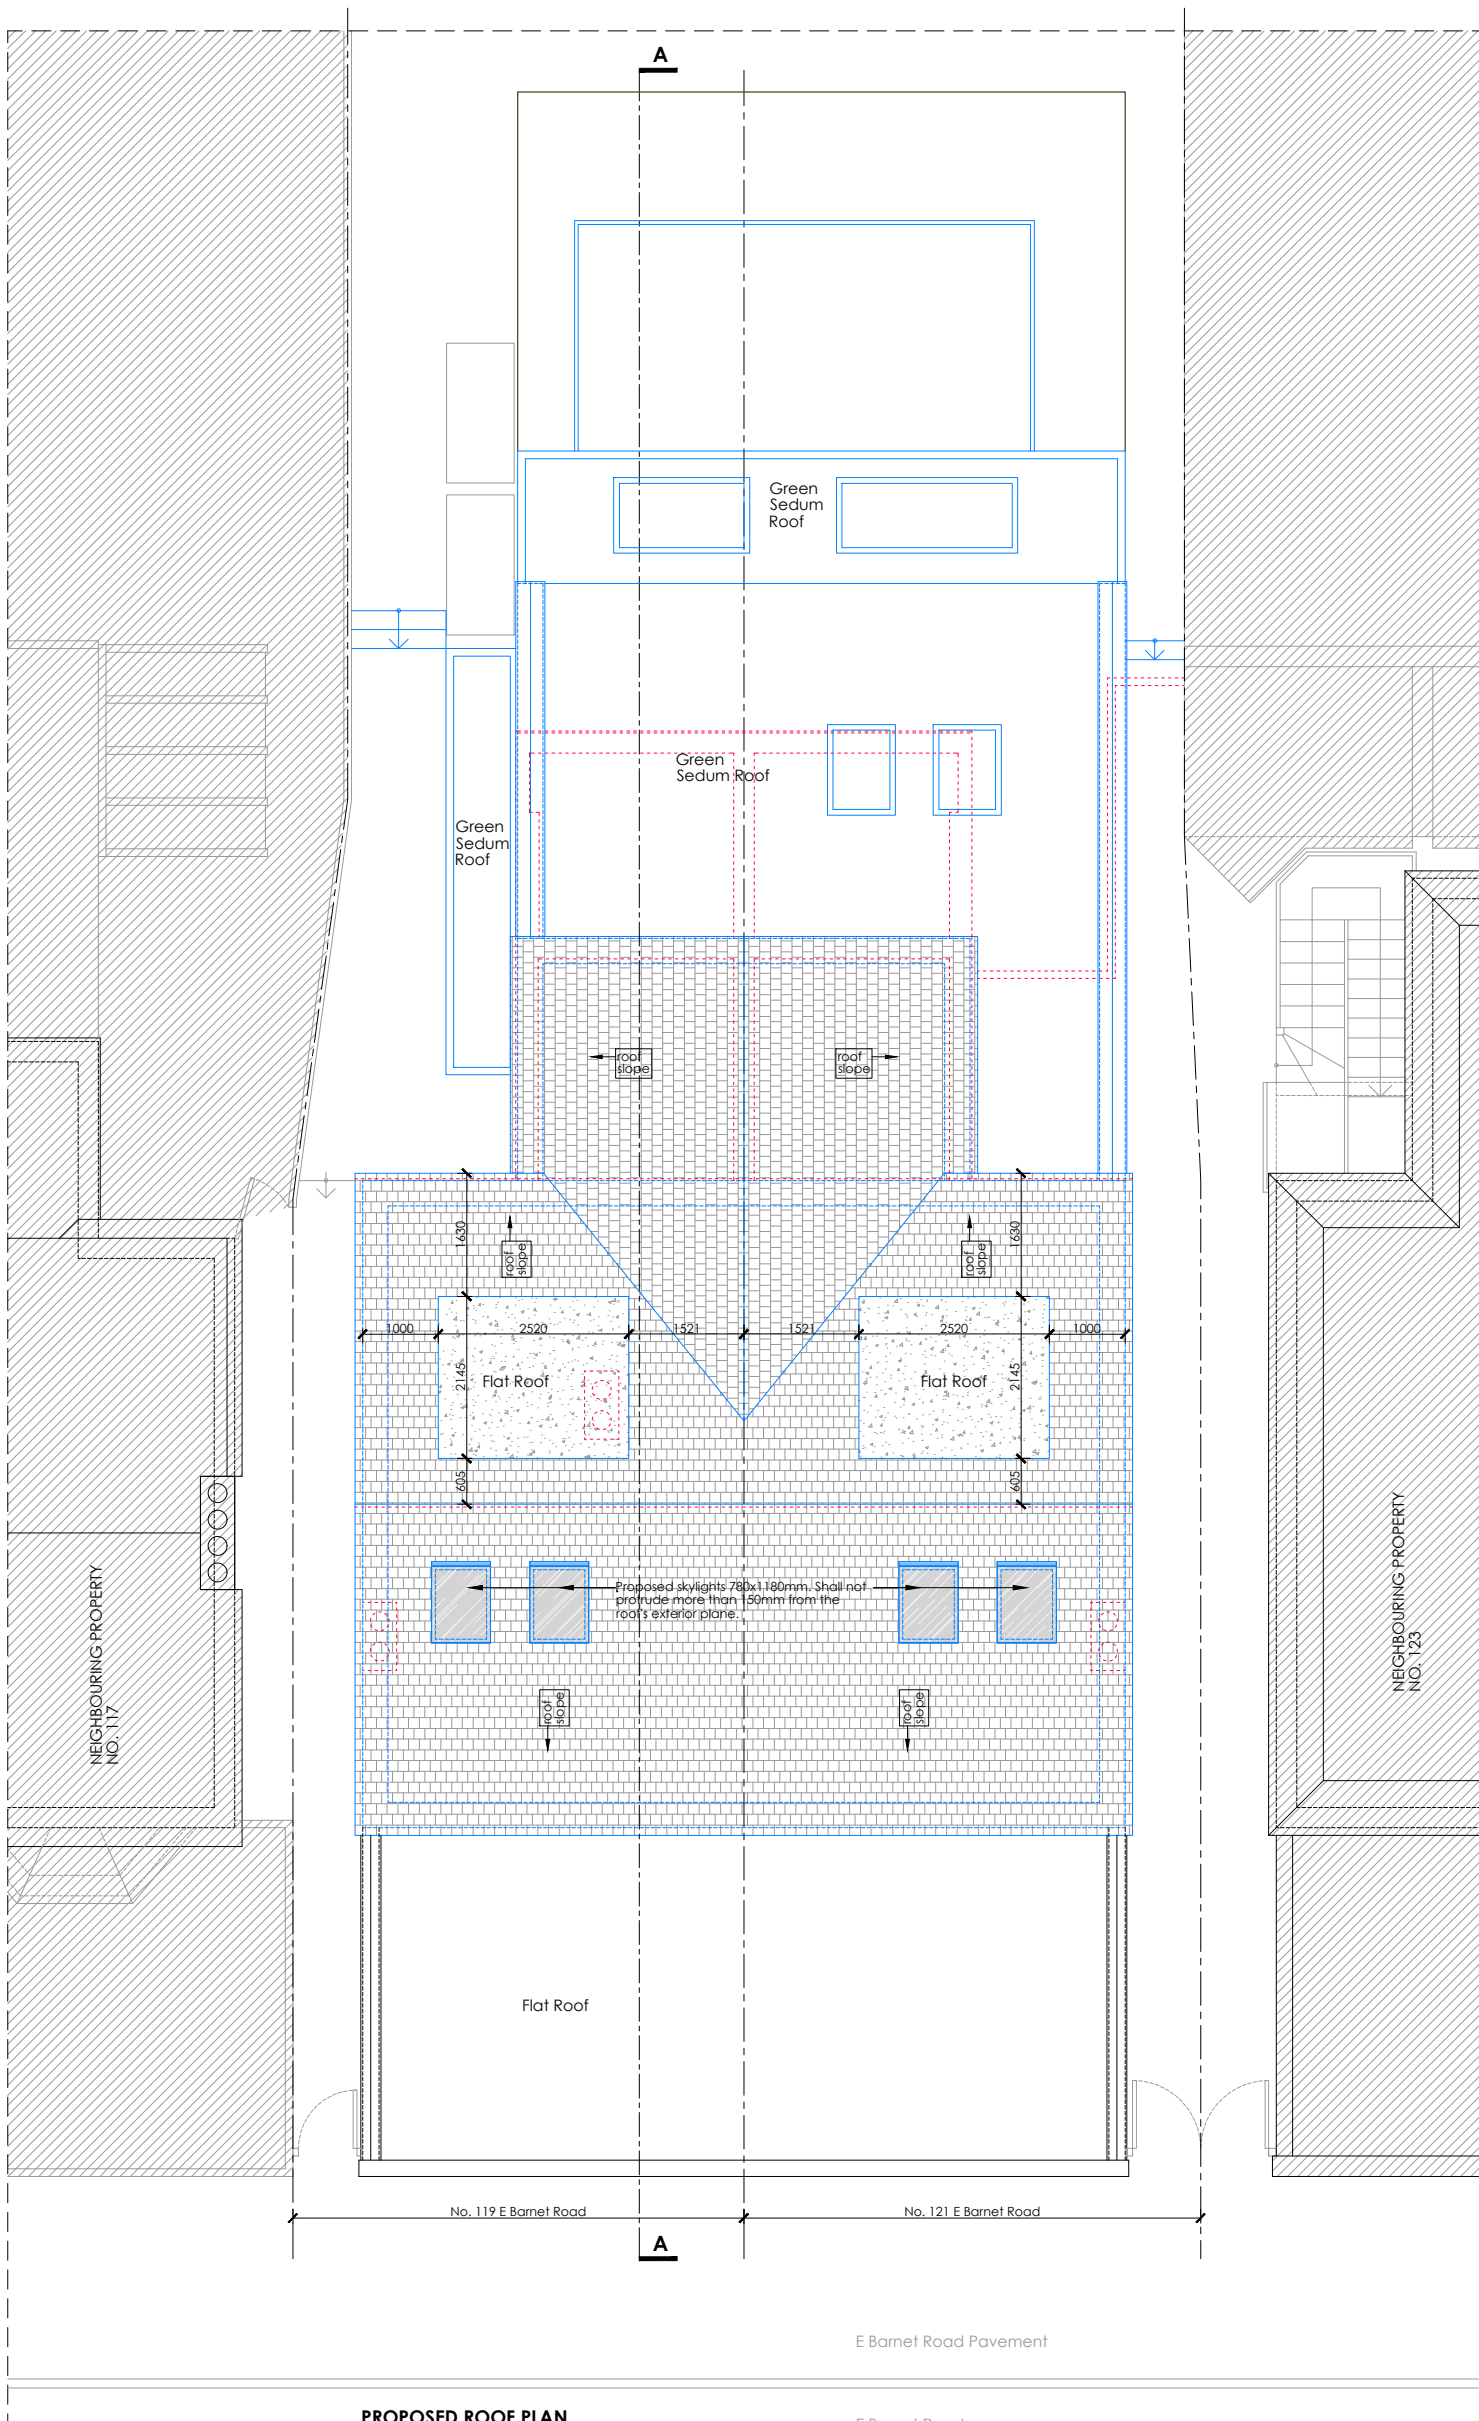 A
Green
Sedum
Roof
Green
Sedum Roof
Green
Sedum
Roof
roof
slope
roof
slope
1630
1630
roof
slope
roof
slope
1000
2520
1521
1521
2520
1000
2145
Flat Roof
Flat Roof
2145
605
605
NEIGHBOURING PROPERTY
NO. 117
Proposed skylights 780x1180mm. Shall not
protrude more than 150mm from the
roof's exterior plane.
NEIGHBOURING PROPERTY
NO. 123
roof
slope
roof
slope
Flat Roof
No. 119 E Barnet Road
No. 121 E Barnet Road
A
E Barnet Road Pavement
PROPOSED ROOF PLAN